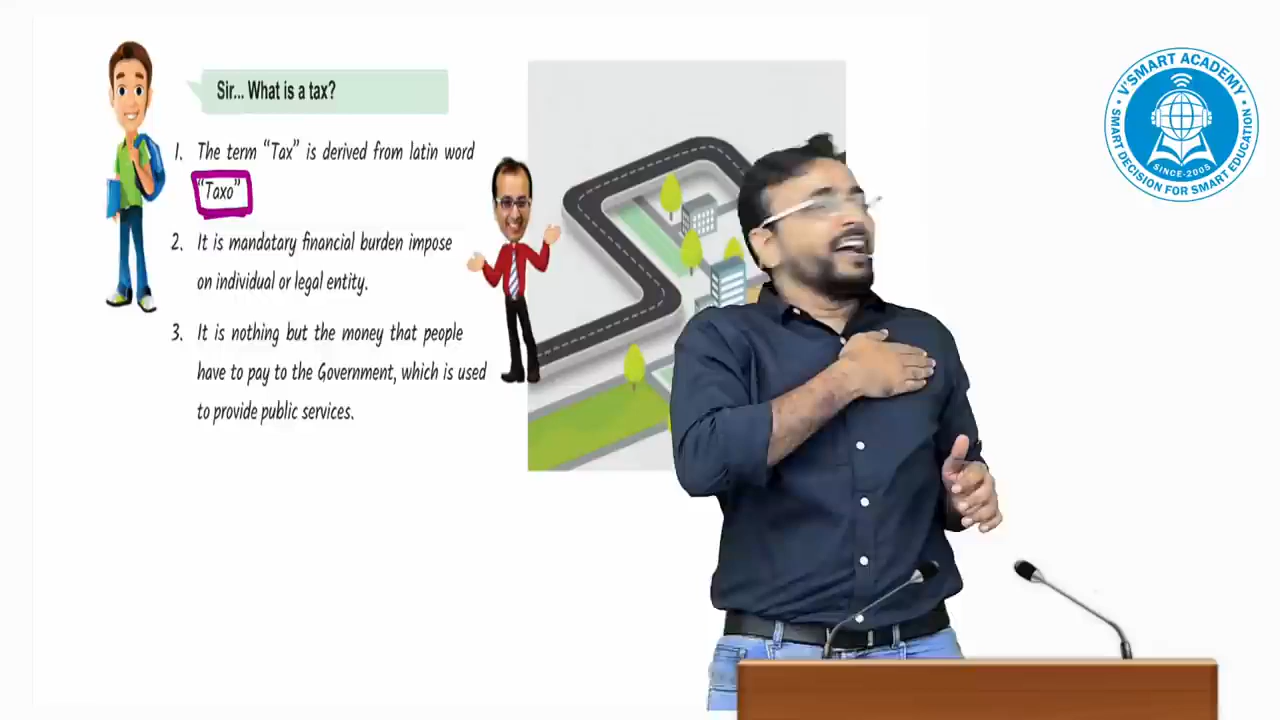 Sir... What is a tax?
1. The term “Tax” is derived from latin word
“Taxo”
2. It is mandatary financial burden impose
on individual or legal entity.
3. It is nothing but the money that people
have to pay to the Government, which is used
to provide public services.
V'SMART ACADEMY
SINCE-2005
SMART DECISION FOR SMART EDUCATION